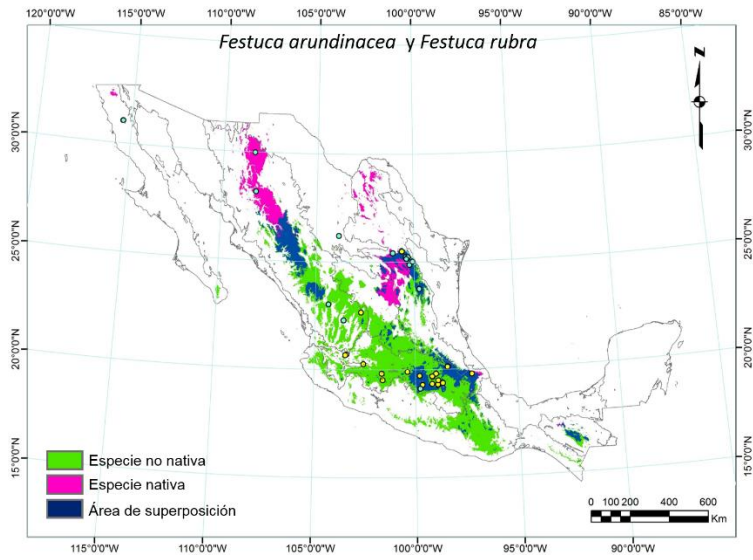 120°0'0"W 110°0'0"W 105°0'0"W 100°0'0"W 95°0'0"W 90°0'0"W 85°0'0"W
Festuca arundinacea y Festuca rubra
N
30°0'0"N 30°0'0"N
25°0'0"N 25°0'0"N
20°0'0"N 20°0'0"N
15°0'0"N 15°0'0"N
Especie no nativa
Especie nativa
Área de superposición
0 100 200 400 600
Km
115°0'0"W 110°0'0"W 105°0'0"W 100°0'0"W 95°0'0"W 90°0'0"W